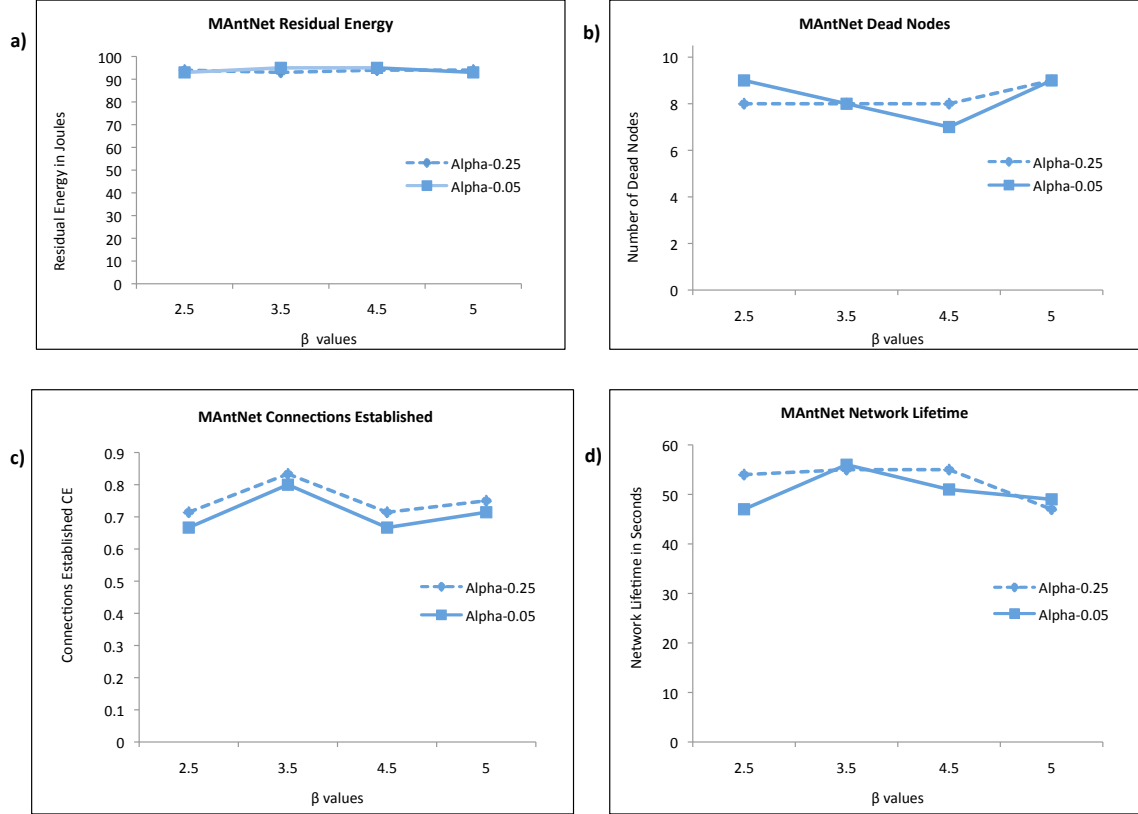 a)
MAntNet Residual Energy
Residual Energy in Joules
100
90
80
70
60
50
40
30
20
10
0
2.5 3.5 4.5 5
β values
Alpha-0.25
Alpha-0.05
b)
MAntNet Dead Nodes
Number of Dead Nodes
10
8
6
4
2
0
2.5 3.5 4.5 5
β values
Alpha-0.25
Alpha-0.05
c)
MAntNet Connections Established
Connections Established CE
0.9
0.8
0.7
0.6
0.5
0.4
0.3
0.2
0.1
0
2.5 3.5 4.5 5
β values
Alpha-0.25
Alpha-0.05
d)
MAntNet Network Lifetime
Network Lifetime in Seconds
60
50
40
30
20
10
0
2.5 3.5 4.5 5
β values
Alpha-0.25
Alpha-0.05